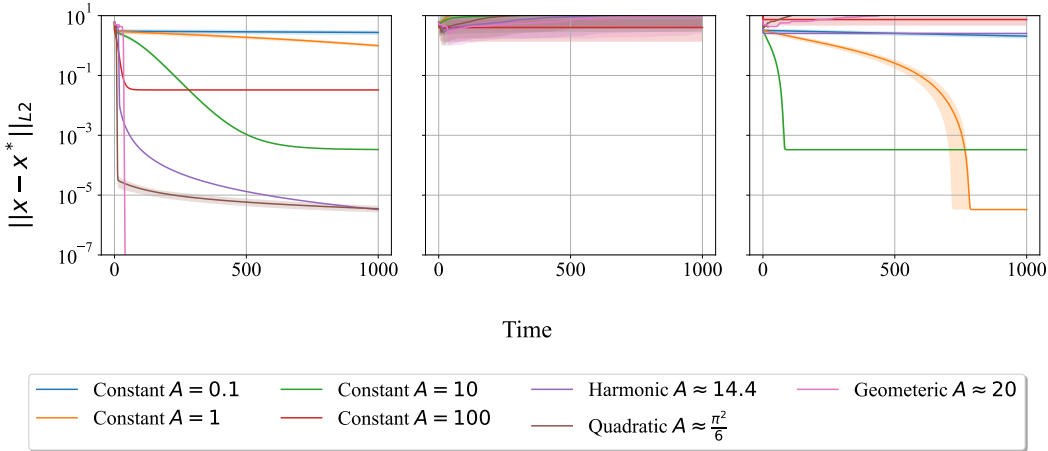 10^1
10^-1
10^-3
10^-5
10^-7
||x − x*||_L2
0 500 1000 0 500 1000 0 500 1000
Time
Constant A = 0.1 Constant A = 10 Harmonic A ≈ 14.4 Geometeric A ≈ 20
Constant A = 1 Constant A = 100 Quadratic A ≈ π²/6